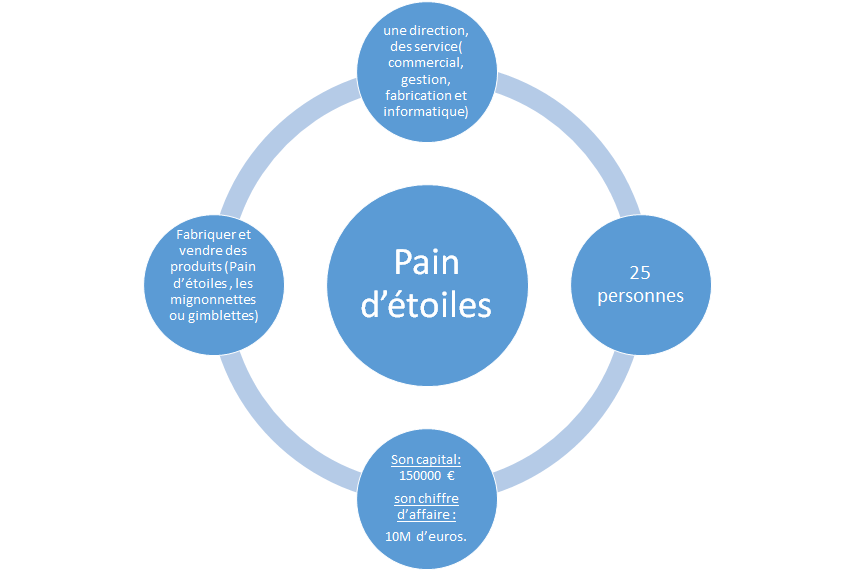 une direction,
des service(
commercial,
gestion,
fabrication et
informatique)
Fabriquer et
vendre des
produits (Pain
d’étoiles , les
mignonnettes
ou gimblettes)
Pain
d’étoiles
25
personnes
Son capital:
150000 €
son chiffre
d’affaire :
10M d’euros.